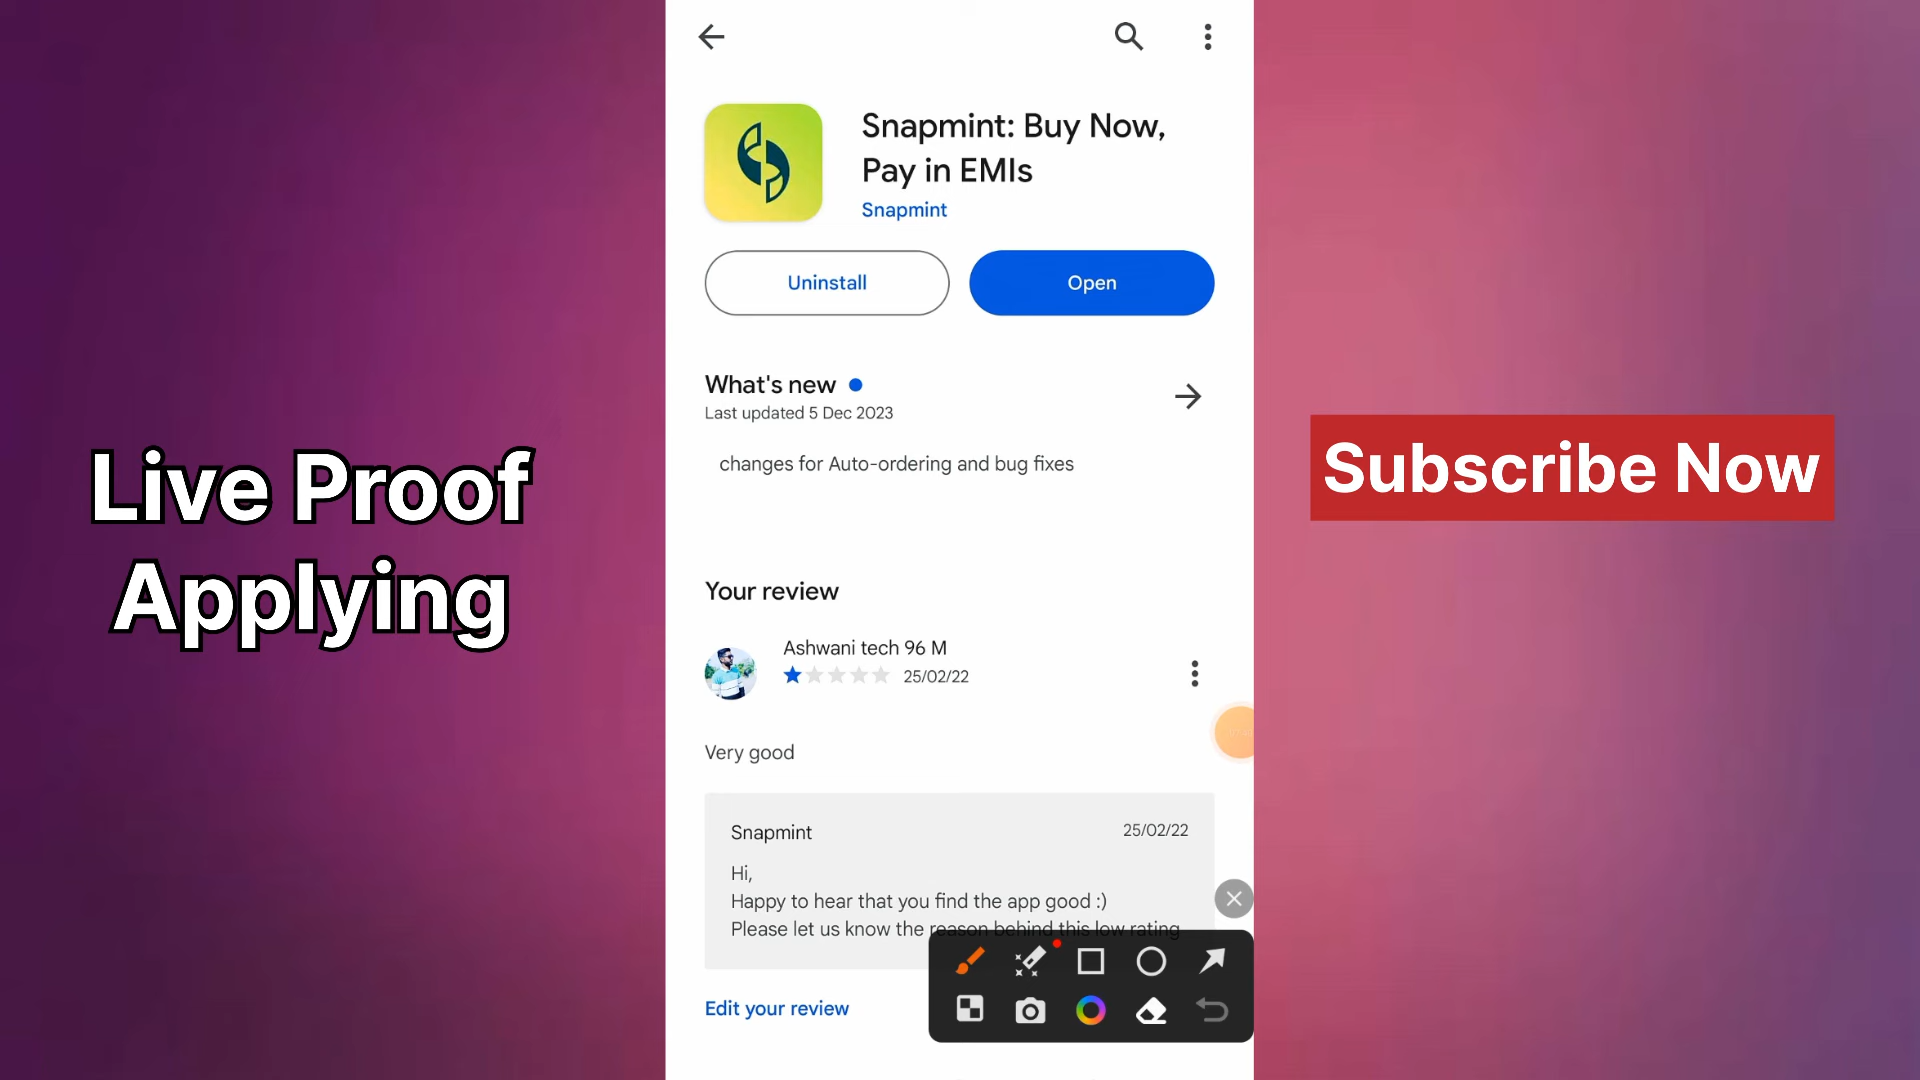 Snapmint: Buy Now,
Pay in EMIs
Snapmint
Uninstall
Open
What's new
Last updated 5 Dec 2023
changes for Auto-ordering and bug fixes
Live Proof
Applying
Subscribe Now
Your review
Ashwani tech 96 M
25/02/22
Very good
Snapmint
25/02/22
Hi,
Happy to hear that you find the app good :)
Please let us know the reason behind this low rating
Edit your review